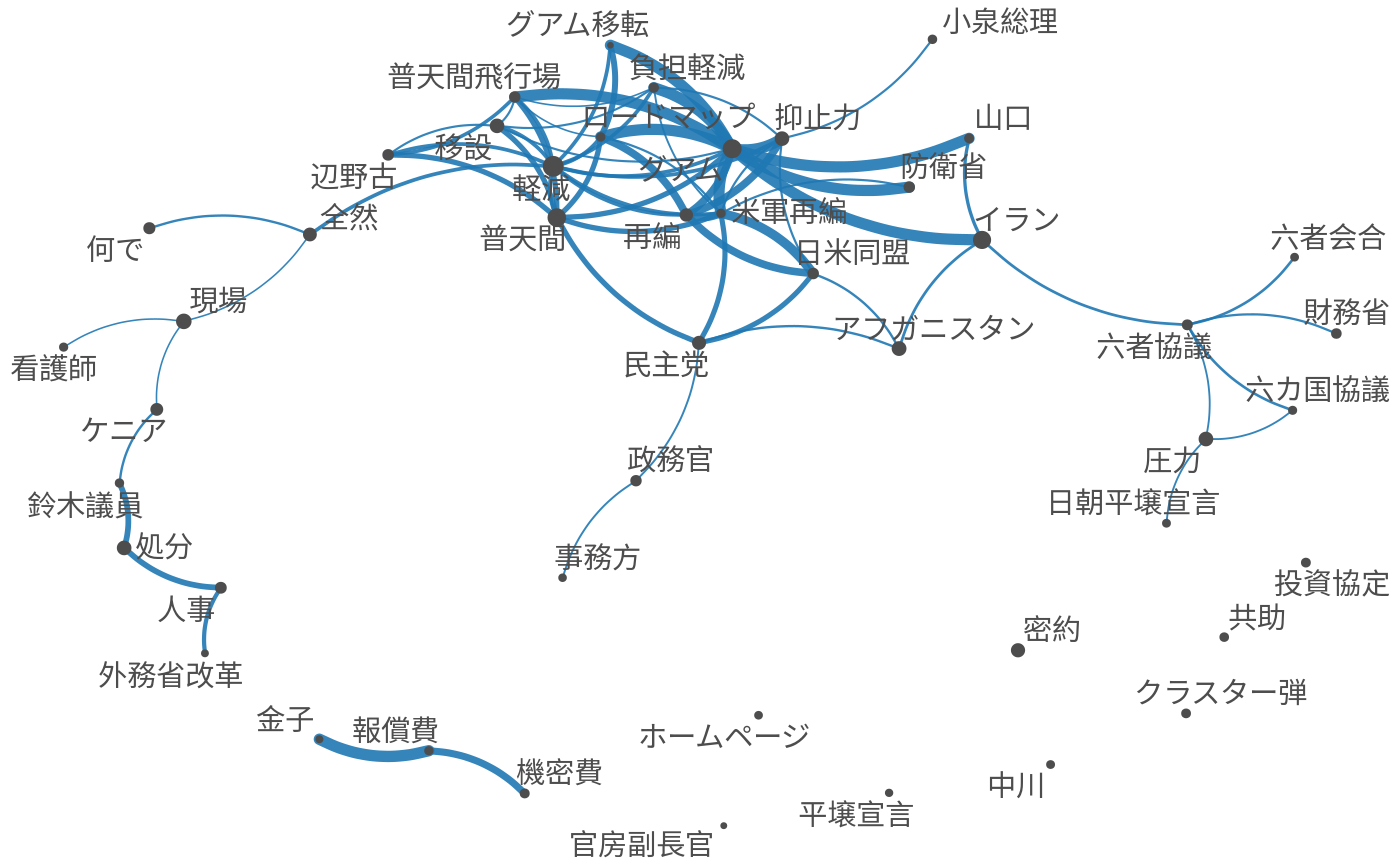 小泉総理
グアム移転
負担軽減
普天間飛行場
ロードマップ
抑止力
山口
移設
グアム
防衛省
辺野古
軽減
全然
普天間
再編
米軍再編
イラン
何で
日米同盟
六者会合
現場
財務省
アフガニスタン
六者協議
看護師
民主党
六カ国協議
ケニア
政務官
圧力
鈴木議員
日朝平壌宣言
処分
事務方
投資協定
人事
共助
密約
外務省改革
クラスター弾
金子
報償費
ホームページ
機密費
中川
平壌宣言
官房副長官